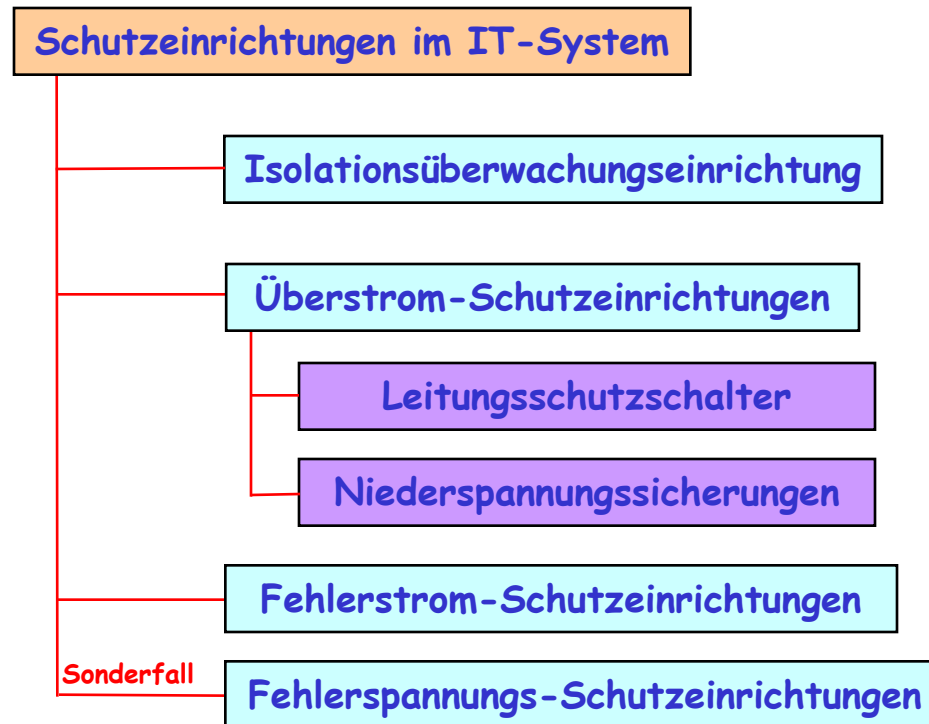 Schutzeinrichtungen im IT-System
Isolationsüberwachungseinrichtung
Überstrom-Schutzeinrichtungen
Leitungsschutzschalter
Niederspannungssicherungen
Fehlerstrom-Schutzeinrichtungen
Sonderfall
Fehlerspannungs-Schutzeinrichtungen